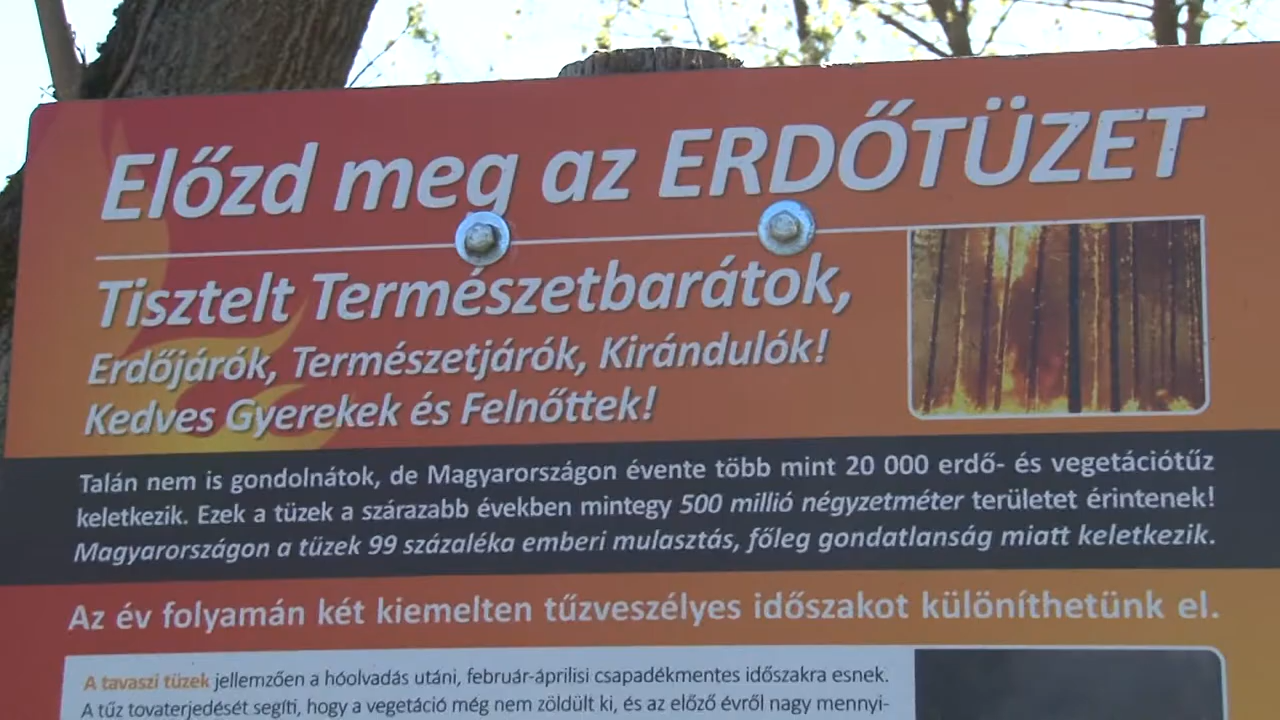 Előzd meg az ERDŐTÜZET
Tisztelt Természetbarátok,
Erdőjárók, Természetjárók, Kirándulók!
Kedves Gyerekek és Felnőttek!
Talán nem is gondolnátok, de Magyarországon évente több mint 20 000 erdő- és vegetációtűz
keletkezik. Ezek a tüzek a szárazabb években mintegy 500 millió négyzetméter területet érintenek!
Magyarországon a tüzek 99 százaléka emberi mulasztás, főleg gondatlanság miatt keletkezik.
Az év folyamán két kiemelten tűzveszélyes időszakot különíthetünk el.
A tavaszi tüzek jellemzően a hóolvadás utáni, február-áprilisi csapadékmentes időszakra esnek.
A tűz tovaterjedését segíti, hogy a vegetáció még nem zöldült ki, és az előző évről nagy mennyi-